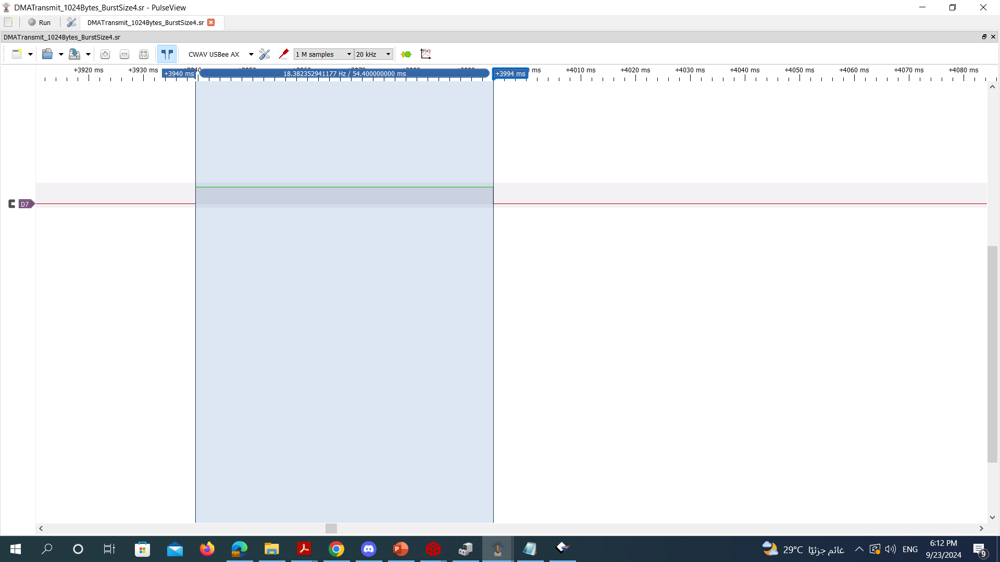 DMATransmit_1024Bytes_BurstSize4.sr - PulseView
Run
DMATransmit_1024Bytes_BurstSize4.sr
DMATransmit_1024Bytes_BurstSize4.sr
CWAV USBee AX
1 M samples
20 kHz
f(x)
+3920 ms
+3930 ms
+4010 ms
+4020 ms
+4030 ms
+4040 ms
+4050 ms
+4060 ms
+4070 ms
+4080 ms
+3940 ms
18.382352941177 Hz / 54.400000000 ms
+3994 ms
D7
29°C غائم جزئيًا
ENG
6:12 PM
9/23/2024
9